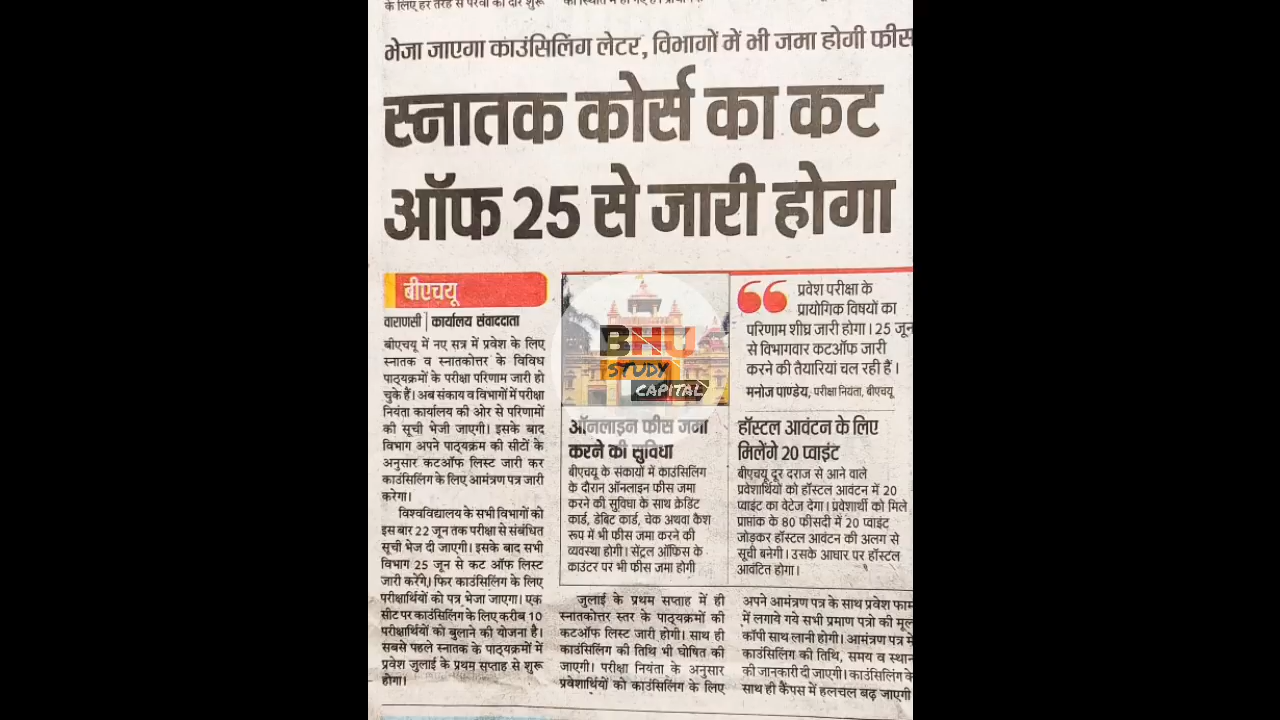 के लिए हर तरह से
भेजा जाएगा काउंसिलिंग लेटर, विभागों में भी जमा होगी फीस
स्नातक कोर्स का कट
ऑफ 25 से जारी होगा
बीएचयू
वाराणसी | कार्यालय संवाददाता
बीएचयू में नए सत्र में प्रवेश के लिए
स्नातक व स्नातकोत्तर के विविध
पाठ्यक्रमों के परीक्षा परिणाम जारी हो
चुके हैं। अब संकाय व विभागों में परीक्षा
नियंता कार्यालय की ओर से परिणामों
की सूची भेजी जाएगी। इसके बाद
विभाग अपने पाठ्यक्रम की सीटों के
अनुसार कटऑफ लिस्ट जारी कर
काउंसिलिंग के लिए आमंत्रण पत्र जारी
करेगा।
विश्वविद्यालय के सभी विभागों को
इस बार 22 जून तक परीक्षा से संबंधित
सूची भेज दी जाएगी। इसके बाद सभी
विभाग 25 जून से कट ऑफ लिस्ट
जारी करेंगे। फिर काउंसिलिंग के लिए
परीक्षार्थियों को पत्र भेजा जाएगा। एक
सीट पर काउंसिलिंग के लिए करीब 10
परीक्षार्थियों को बुलाने की योजना है।
सबसे पहले स्नातक के पाठ्यक्रमों में
प्रवेश जुलाई के प्रथम सप्ताह से शुरू
होगा।
BHU
STUDY
CAPITAL
ऑनलाइन फीस जमा
करने की सुविधा
बीएचयू के संकायों में काउंसिलिंग
के दौरान ऑनलाइन फीस जमा
करने की सुविधा के साथ क्रेडिट
कार्ड, डेबिट कार्ड, चेक अथवा कैश
रूप में भी फीस जमा करने की
व्यवस्था होगी। सेंट्रल ऑफिस के
काउंटर पर भी फीस जमा होगी
प्रवेश परीक्षा के
प्रायोगिक विषयों का
परिणाम शीघ्र जारी होगा। 25 जून
से विभागवार कटऑफ जारी
करने की तैयारियां चल रही हैं।
मनोज पाण्डेय, परीक्षा नियंता, बीएचयू
हॉस्टल आवंटन के लिए
मिलेंगे 20 प्वाइंट
बीएचयू दूर दराज से आने वाले
प्रवेशार्थियों को हॉस्टल आवंटन में 20
प्वाइंट का वेटेज देगा। प्रवेशार्थी को मिले
प्राप्तांक के 80 फीसदी में 20 प्वाइंट
जोड़कर हॉस्टल आवंटन की अलग से
सूची बनेगी। उसके आधार पर हॉस्टल
आवंटित होगा।
जुलाई के प्रथम सप्ताह में ही
स्नातकोत्तर स्तर के पाठ्यक्रमों की
कटऑफ लिस्ट जारी होगी। साथ ही
काउंसिलिंग की तिथि भी घोषित की
जाएगी। परीक्षा नियंता के अनुसार
प्रवेशार्थियों को काउंसिलिंग के लिए
अपने आमंत्रण पत्र के साथ प्रवेश फार्म
में लगाये गये सभी प्रमाण पत्रो की मूल
कॉपी साथ लानी होगी। आमंत्रण पत्र में
काउंसिलिंग की तिथि, समय व स्थान
की जानकारी दी जाएगी। काउंसिलिंग के
साथ ही कैंपस में हलचल बढ़ जाएगी